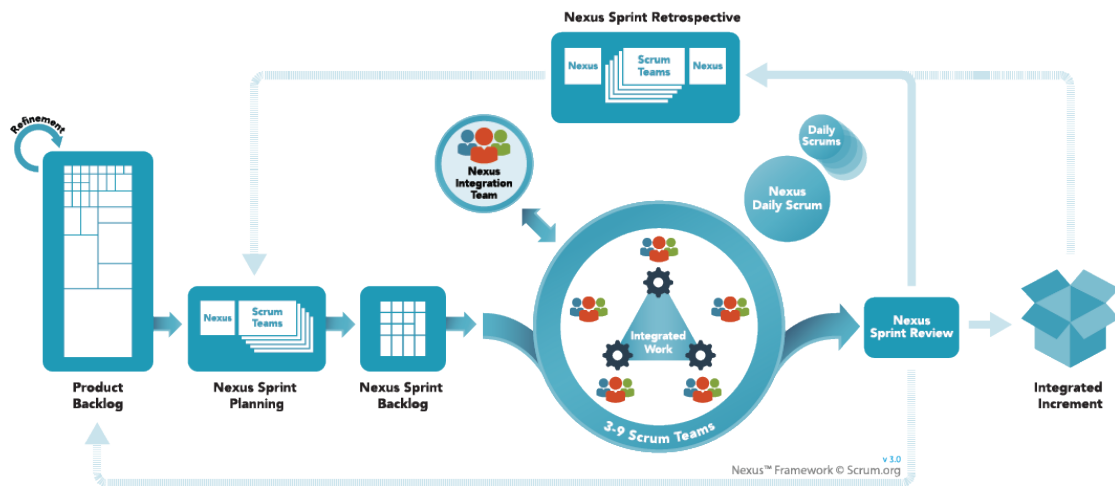 Nexus Sprint Retrospective
Nexus
Scrum
Teams
Nexus
Refinement
Daily
Scrums
Nexus
Integration
Team
Nexus
Daily Scrum
Nexus
Scrum
Teams
Integrated
Work
Nexus
Sprint Review
Product
Backlog
Nexus Sprint
Planning
Nexus Sprint
Backlog
Integrated
Increment
3-9 Scrum Teams
v 3.0
Nexus™ Framework © Scrum.org